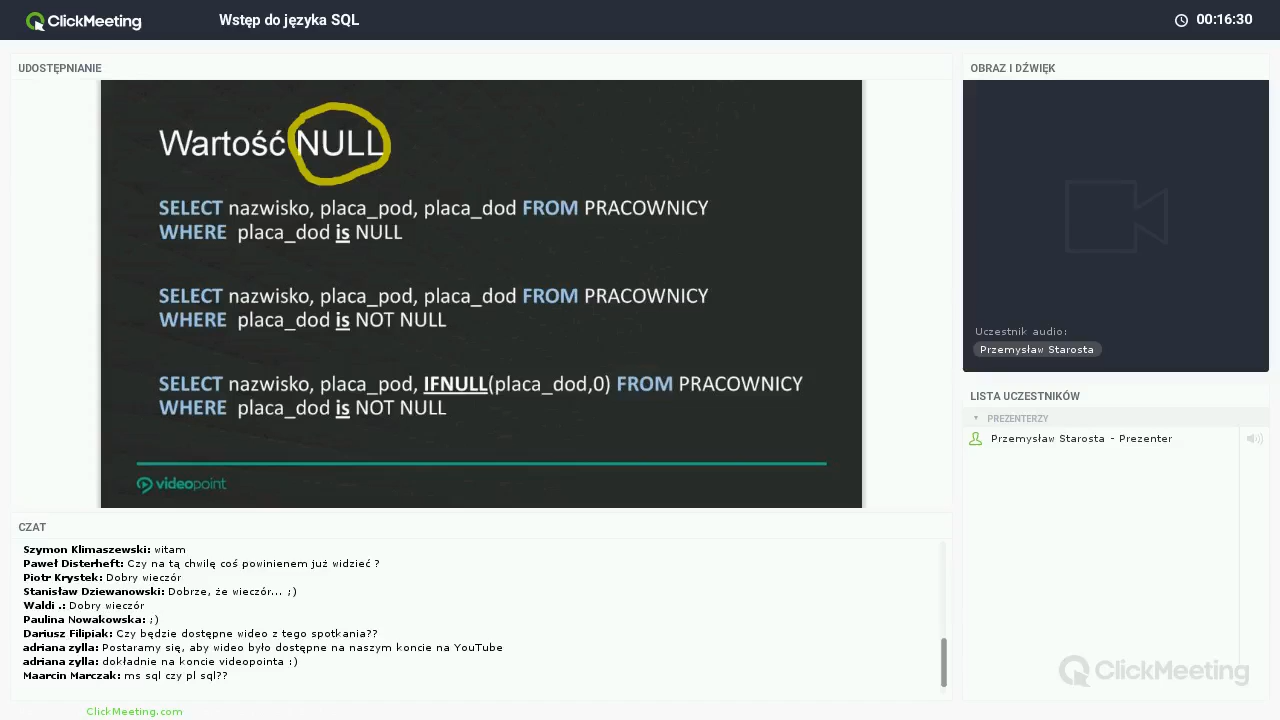 ClickMeeting
Wstęp do języka SQL
00:16:30
UDOSTĘPNIANIE
Wartość NULL
SELECT nazwisko, placa_pod, placa_dod FROM PRACOWNICY
WHERE placa_dod is NULL
SELECT nazwisko, placa_pod, placa_dod FROM PRACOWNICY
WHERE placa_dod is NOT NULL
SELECT nazwisko, placa_pod, IFNULL(placa_dod,0) FROM PRACOWNICY
WHERE placa_dod is NOT NULL
videopoint
CZAT
Szymon Klimaszewski: witam
Paweł Disterheft: Czy na tą chwilę coś powinienem już widzieć ?
Piotr Krystek: Dobry wieczór
Stanisław Dziewanowski: Dobrze, że wieczór... ;)
Waldi .: Dobry wieczór
Paulina Nowakowska: ;)
Dariusz Filipiak: Czy będzie dostępne wideo z tego spotkania??
adriana zylla: Postaramy się, aby wideo było dostępne na naszym koncie na YouTube
adriana zylla: dokładnie na koncie videopointa :)
Maarcin Marczak: ms sql czy pl sql??
ClickMeeting.com
OBRAZ I DŹWIĘK
Uczestnik audio:
Przemysław Starosta
LISTA UCZESTNIKÓW
PREZENTERZY
Przemysław Starosta - Prezenter
ClickMeeting